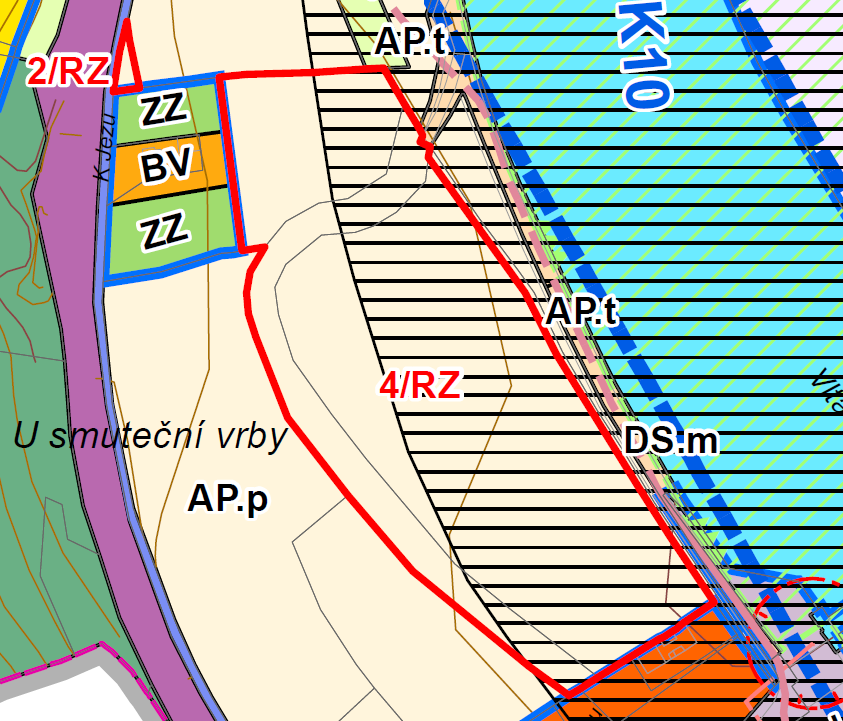 AP.t
K10
2/RZ
ZZ
K Jezu
BV
ZZ
AP.t
4/RZ
U smuteční vrby
DS.m
AP.p